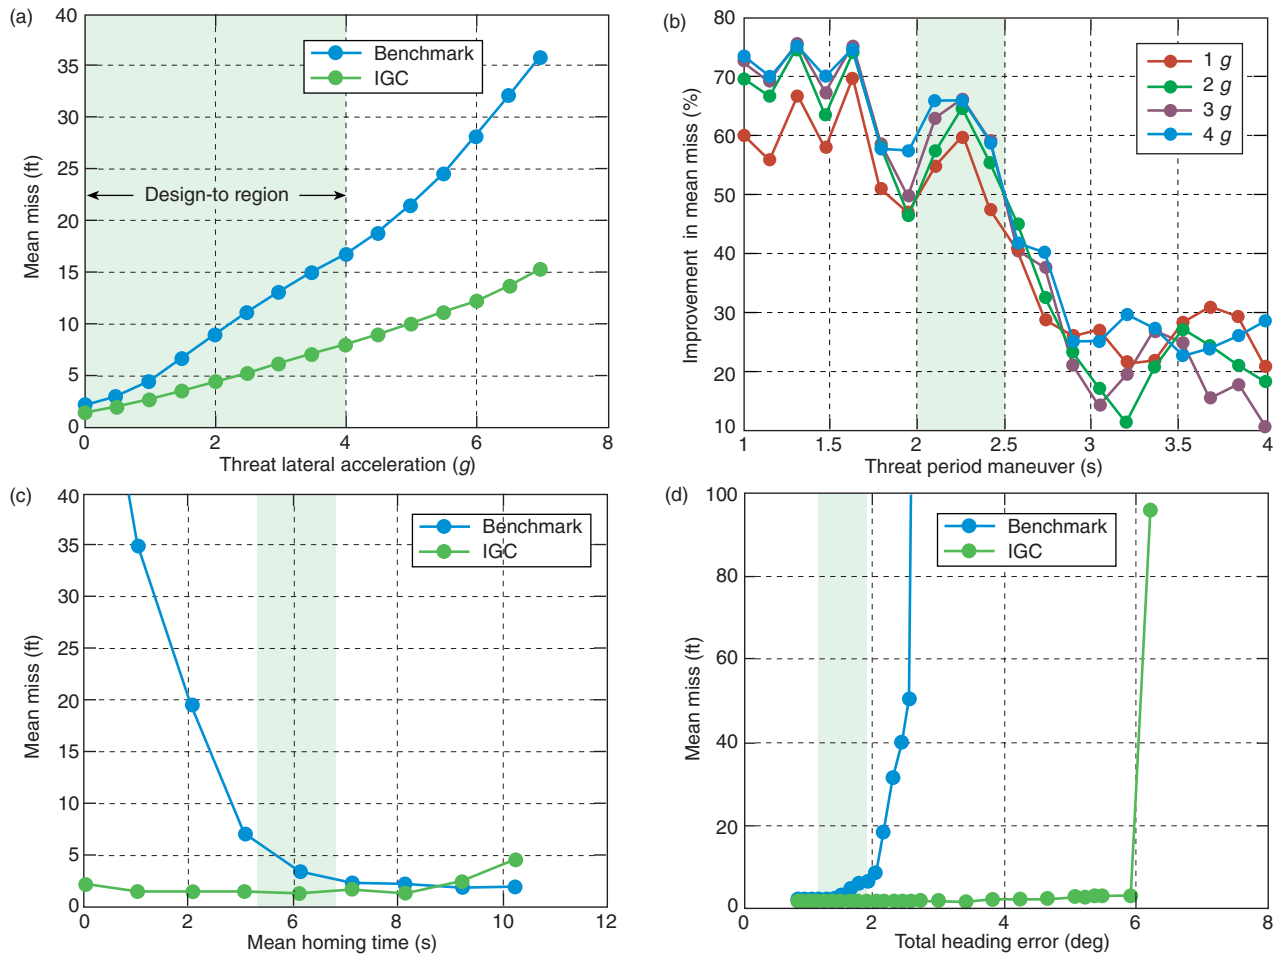 (a)
40
35
30
25
20
15
10
5
0
Mean miss (ft)
Benchmark
IGC
Design-to region
0 2 4 6 8
Threat lateral acceleration (g)
(b)
80
70
60
50
40
30
20
10
Improvement in mean miss (%)
1 g
2 g
3 g
4 g
1 1.5 2 2.5 3 3.5 4
Threat period maneuver (s)
(c)
40
35
30
25
20
15
10
5
0
Mean miss (ft)
Benchmark
IGC
0 2 4 6 8 10 12
Mean homing time (s)
(d)
100
80
60
40
20
0
Mean miss (ft)
Benchmark
IGC
0 2 4 6 8
Total heading error (deg)